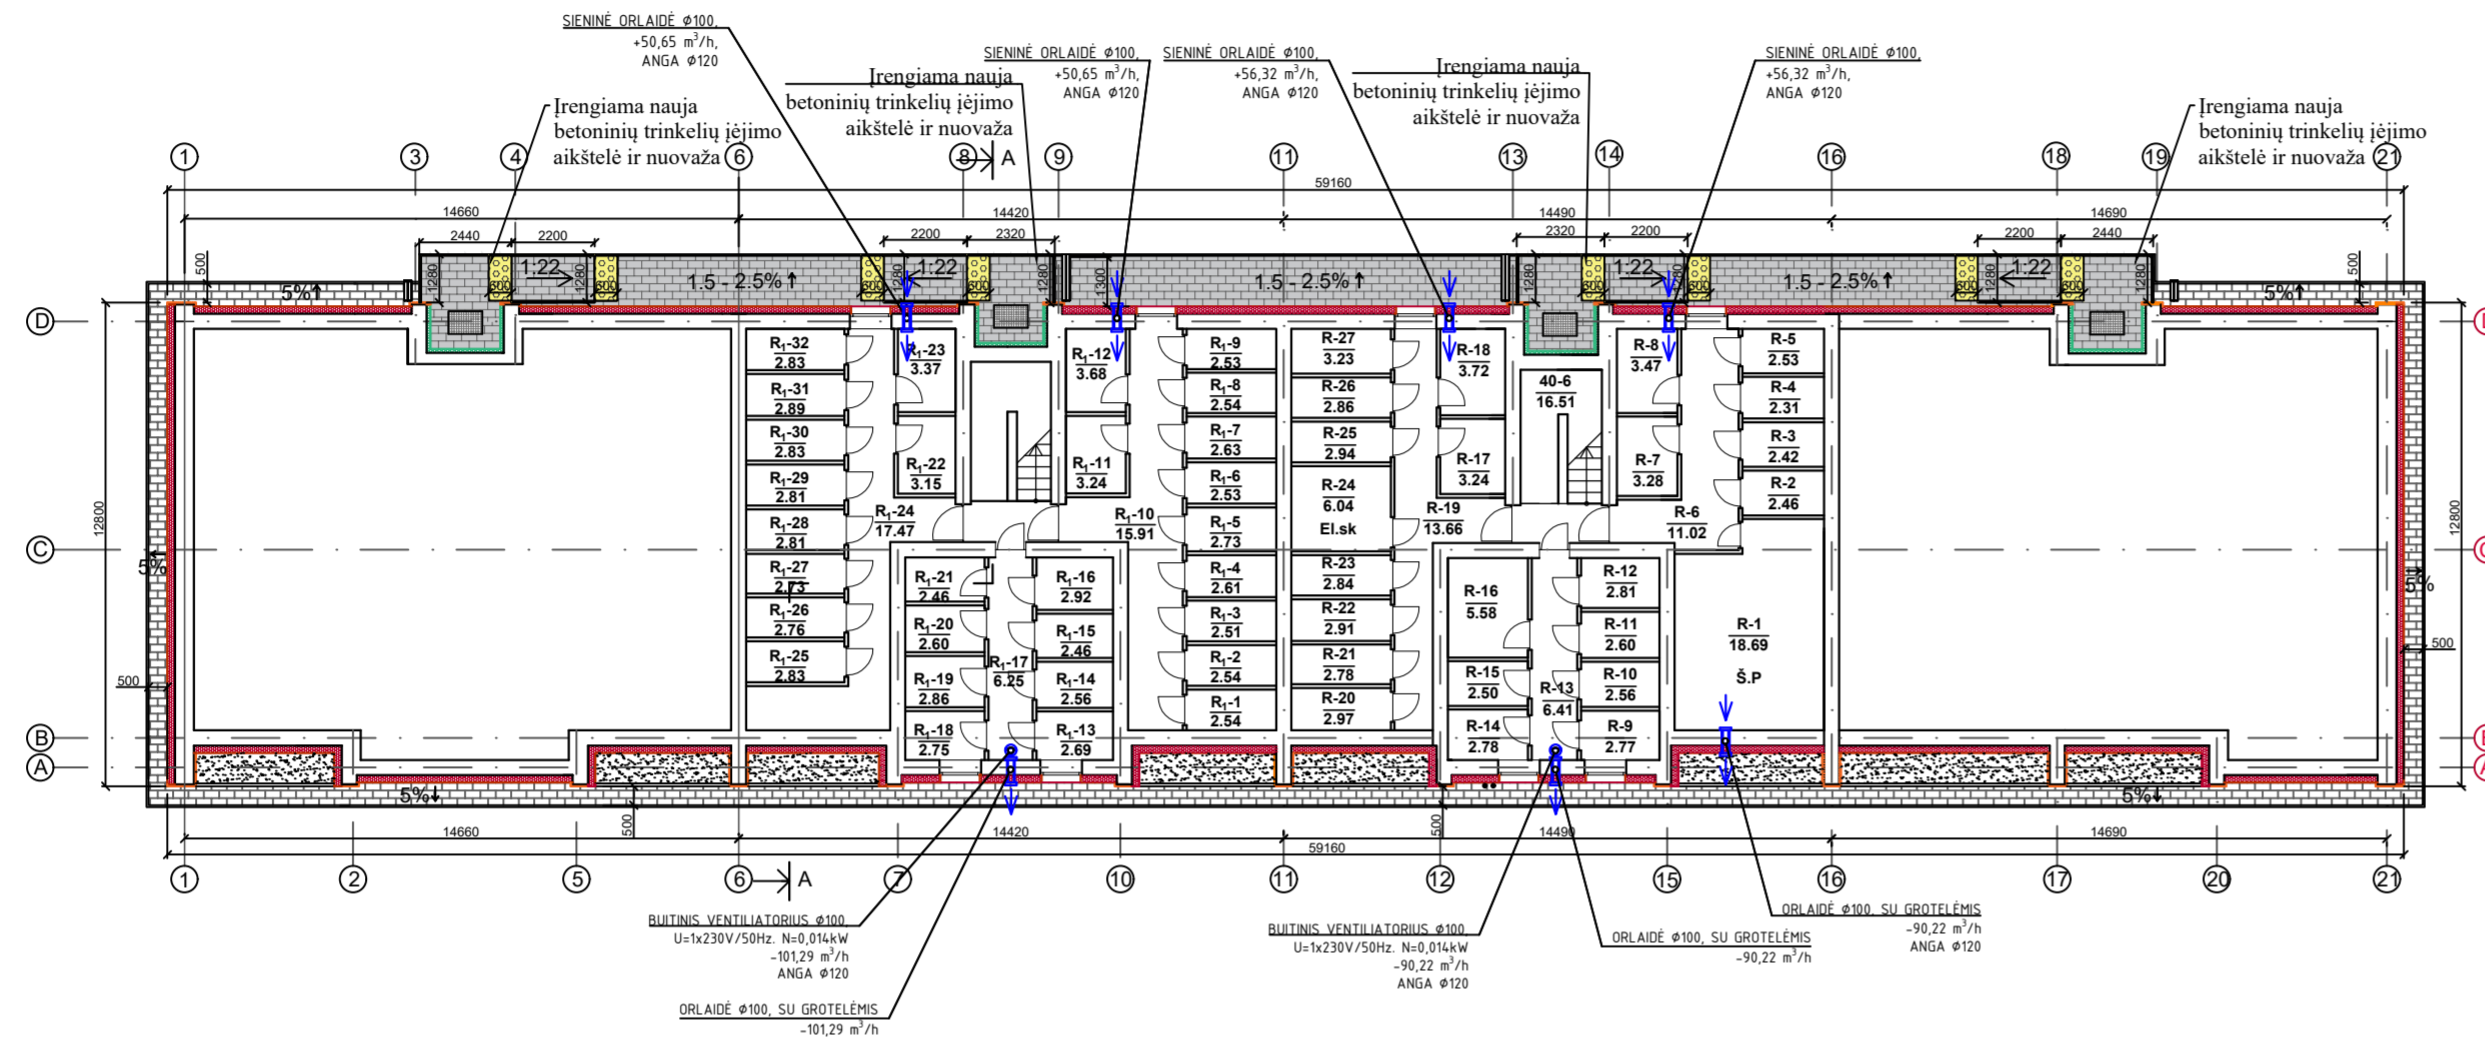 SIENINĖ ORLAIDĖ Ø100,
+50,65 m³/h,
ANGA Ø120
SIENINĖ ORLAIDĖ Ø100,
+50,65 m³/h,
ANGA Ø120
SIENINĖ ORLAIDĖ Ø100,
+56,32 m³/h,
ANGA Ø120
SIENINĖ ORLAIDĖ Ø100,
+56,32 m³/h,
ANGA Ø120
Įrengiama nauja
betoninių trinkelių įėjimo
aikštelė ir nuovaža
Įrengiama nauja
betoninių trinkelių įėjimo
aikštelė ir nuovaža
Įrengiama nauja
betoninių trinkelių įėjimo
aikštelė ir nuovaža
Įrengiama nauja
betoninių trinkelių įėjimo
aikštelė ir nuovaža
1 3 4 6 8 A 9 11 13 14 16 18 19 21
59160
14660 14420 14490 14690
2440 2200 2200 2320 2320 2200 2200 2440
500 1280 600 1280 600 1280 600 1280 1300 1280 600 1280 600 600 1280 600 1280 500
5% 1:22 1.5 - 2.5% 1:22 1.5 - 2.5% 1:22 1.5 - 2.5% 1:22 5%
D
C
B
A
12800
5%
500
R₁-32
2.83
R₁-31
2.89
R₁-30
2.83
R₁-29
2.81
R₁-28
2.81
R₁-27
2.73
R₁-26
2.76
R₁-25
2.83
R₁-23
3.37
R₁-22
3.15
R₁-24
17.47
R₁-21
2.46
R₁-20
2.60
R₁-19
2.86
R₁-18
2.75
R₁-17
6.25
R₁-12
3.68
R₁-11
3.24
R₁-10
15.91
R₁-16
2.92
R₁-15
2.46
R₁-14
2.56
R₁-13
2.69
R₁-9
2.53
R₁-8
2.54
R₁-7
2.63
R₁-6
2.53
R₁-5
2.73
R₁-4
2.61
R₁-3
2.51
R₁-2
2.54
R₁-1
2.54
R-27
3.23
R-26
2.86
R-25
2.94
R-24
6.04
El.sk
R-23
2.84
R-22
2.91
R-21
2.78
R-20
2.97
R-18
3.72
R-17
3.24
R-19
13.66
R-16
5.58
R-15
2.50
R-14
2.78
R-13
6.41
40-6
16.51
R-8
3.47
R-7
3.28
R-6
11.02
R-12
2.81
R-11
2.60
R-10
2.56
R-9
2.77
R-5
2.53
R-4
2.31
R-3
2.42
R-2
2.46
R-1
18.69
Š.P
12800
5%
500
C
A
5% 5%
500 500
14660 14420 14490 14690
59160
1 2 5 6 A 7 10 11 12 15 16 17 20 21
BUITINIS VENTILIATORIUS Ø100,
U=1x230V/50Hz. N=0,014kW
-101,29 m³/h
ANGA Ø120
ORLAIDĖ Ø100, SU GROTELĖMIS
-101,29 m³/h
BUITINIS VENTILIATORIUS Ø100,
U=1x230V/50Hz. N=0,014kW
-90,22 m³/h
ANGA Ø120
ORLAIDĖ Ø100, SU GROTELĖMIS
-90,22 m³/h
ORLAIDĖ Ø100, SU GROTELĖMIS
-90,22 m³/h
ANGA Ø120